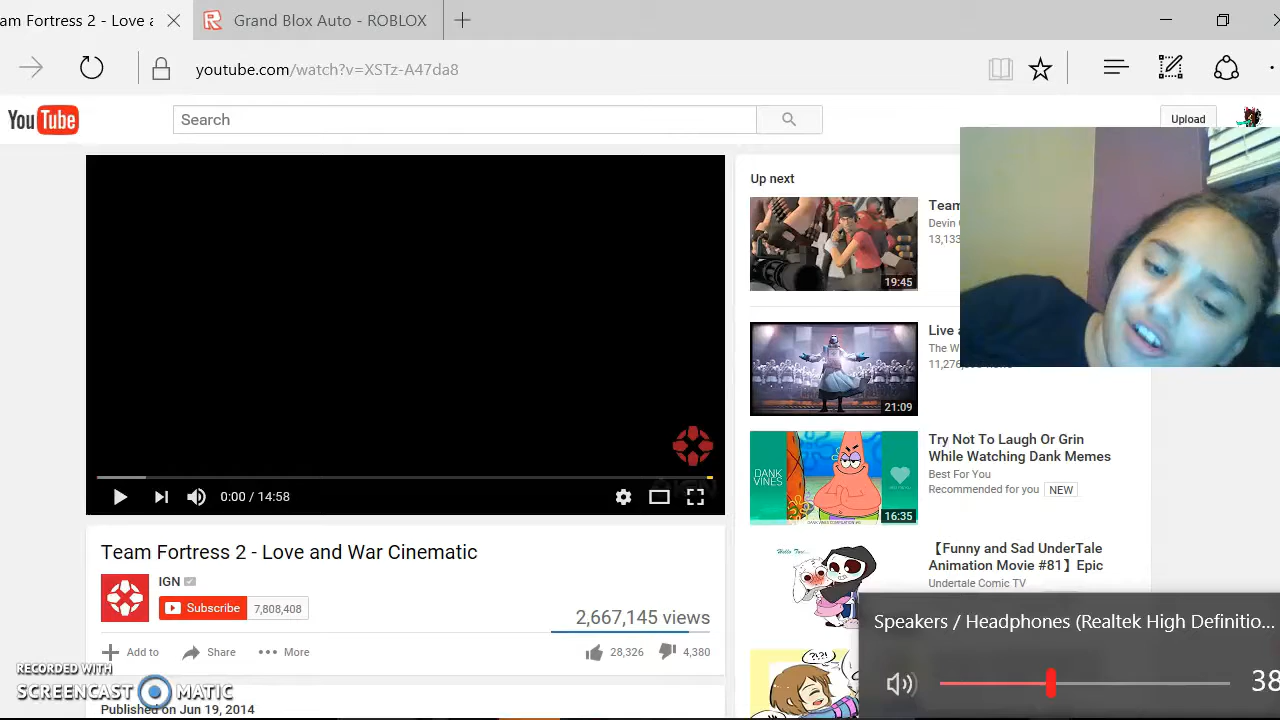 am Fortress 2 - Love a
Grand Blox Auto - ROBLOX
youtube.com/watch?v=XSTz-A47da8
YouTube
Search
Upload
Up next
Team
Devin
13,133
19:45
Live a
The W
11,276
21:09
DANK VINES
16:35
Try Not To Laugh Or Grin
While Watching Dank Memes
Best For You
Recommended for you NEW
0:00 / 14:58
Team Fortress 2 - Love and War Cinematic
IGN
Subscribe 7,808,408
2,667,145 views
Add to Share More
28,326 4,380
【Funny and Sad UnderTale
Animation Movie #81】Epic
Undertale Comic TV
Speakers / Headphones (Realtek High Definitio...
38
RECORDED WITH
SCREENCAST MATIC
Published on Jun 19, 2014